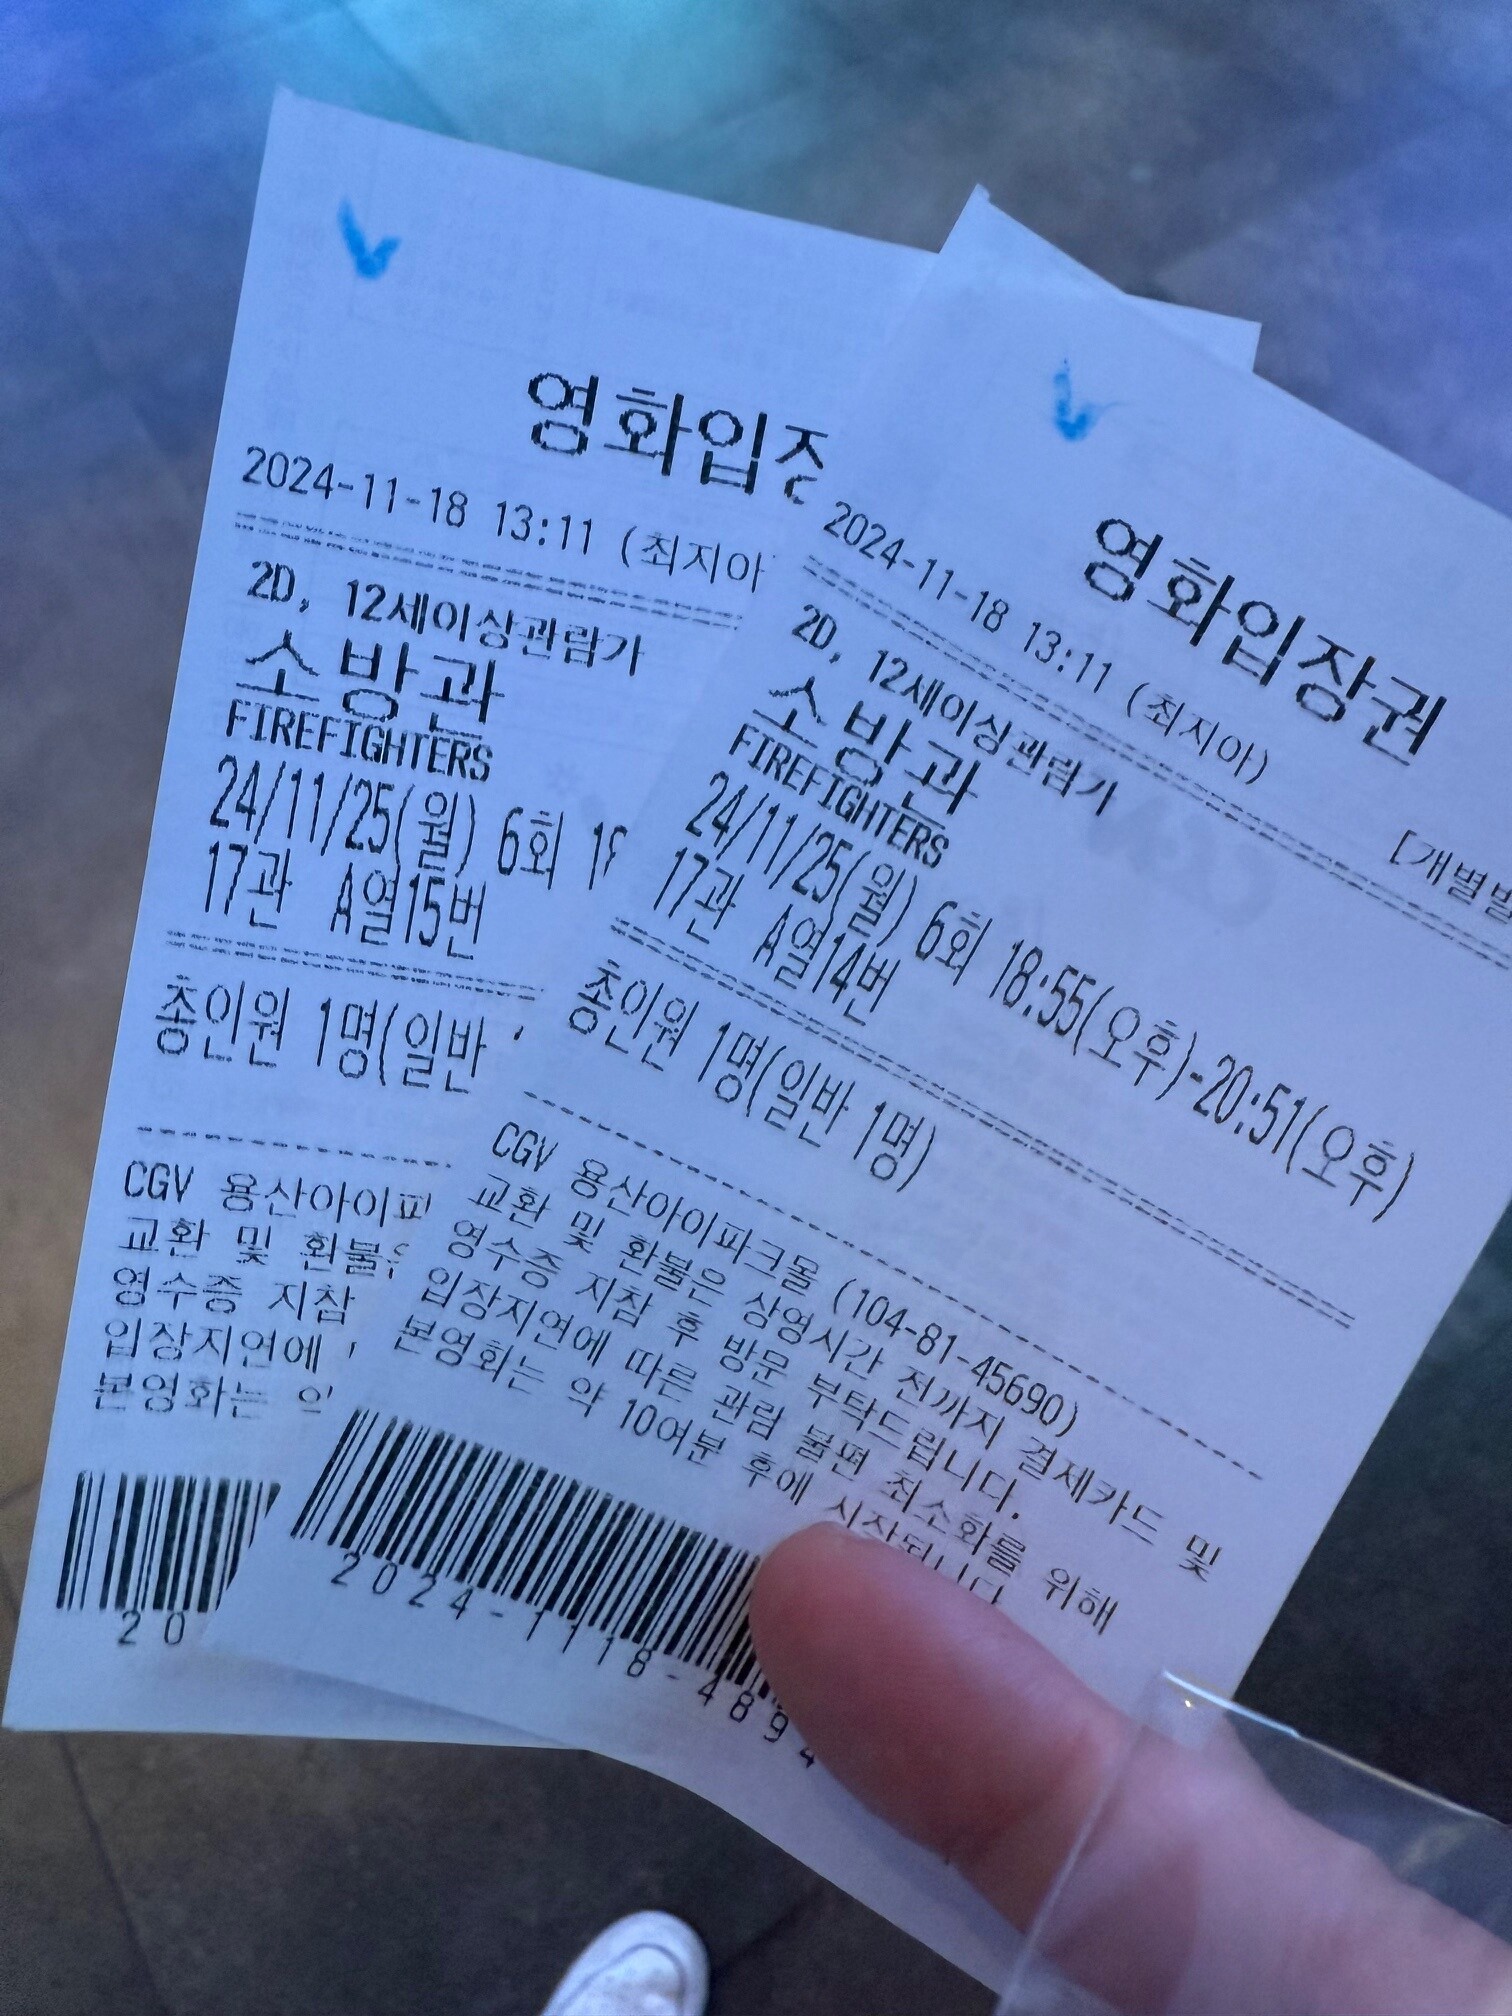 영화입
2024-11-18 13:11 (최지아
2D, 12세이상관람가
소방관
FIREFIGHTERS
24/11/25(월) 6회
17관 A열15번
총인원 1명(일반
CGV 용산아이파
교환 및 환불은
영수증 지참
입장지연에
본영화는 약
20
영화입장권
2024-11-18 13:11 (최지아)
[개별발
2D, 12세이상관람가
소방관
FIREFIGHTERS
24/11/25(월) 6회 18:55(오후)-20:51(오후)
17관 A열14번
총인원 1명(일반 1명)
CGV 용산아이파크몰 (104-81-45690)
교환 및 환불은 상영시간 전까지 결제카드 및
영수증 지참 후 방문 부탁드립니다.
입장지연에 따른 관람 불편 최소화를 위해
본영화는 약 10여분 후에 시작됩니다
2024-1118-4894